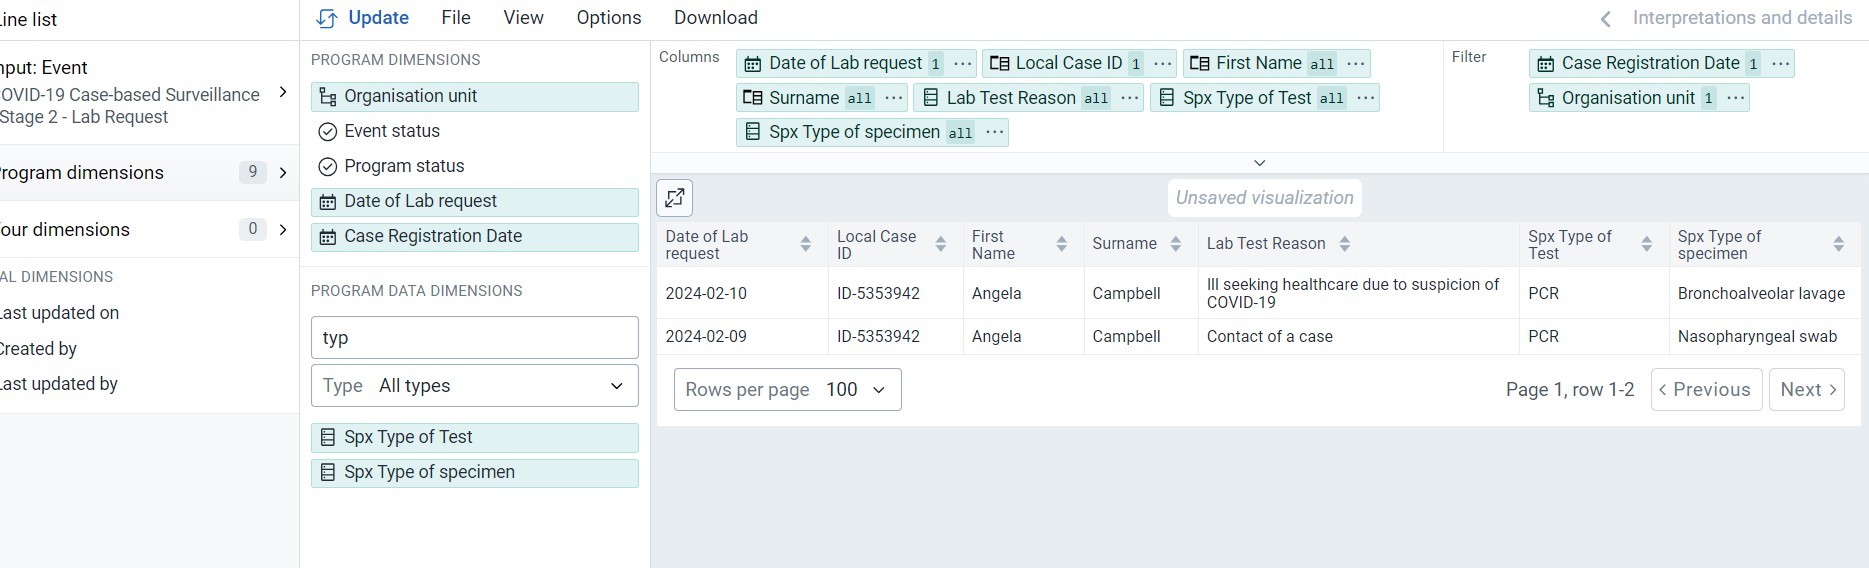 Line list
nput: Event
OVID-19 Case-based Surveillance
Stage 2 - Lab Request
rogram dimensions 9
our dimensions 0
AL DIMENSIONS
Last updated on
Created by
Last updated by
Update File View Options Download
Interpretations and details
PROGRAM DIMENSIONS
Organisation unit
Event status
Program status
Date of Lab request
Case Registration Date
PROGRAM DATA DIMENSIONS
typ
Type All types
Spx Type of Test
Spx Type of specimen
Columns Date of Lab request 1 ... Local Case ID 1 ... First Name all ...
Surname all ... Lab Test Reason all ... Spx Type of Test all ...
Spx Type of specimen all ...
Filter Case Registration Date 1 ...
Organisation unit 1 ...
Unsaved visualization
Date of Lab request
Local Case ID
First Name
Surname
Lab Test Reason
Spx Type of Test
Spx Type of specimen
2024-02-10 ID-5353942 Angela Campbell Ill seeking healthcare due to suspicion of COVID-19 PCR Bronchoalveolar lavage
2024-02-09 ID-5353942 Angela Campbell Contact of a case PCR Nasopharyngeal swab
Rows per page 100 Page 1, row 1-2 Previous Next